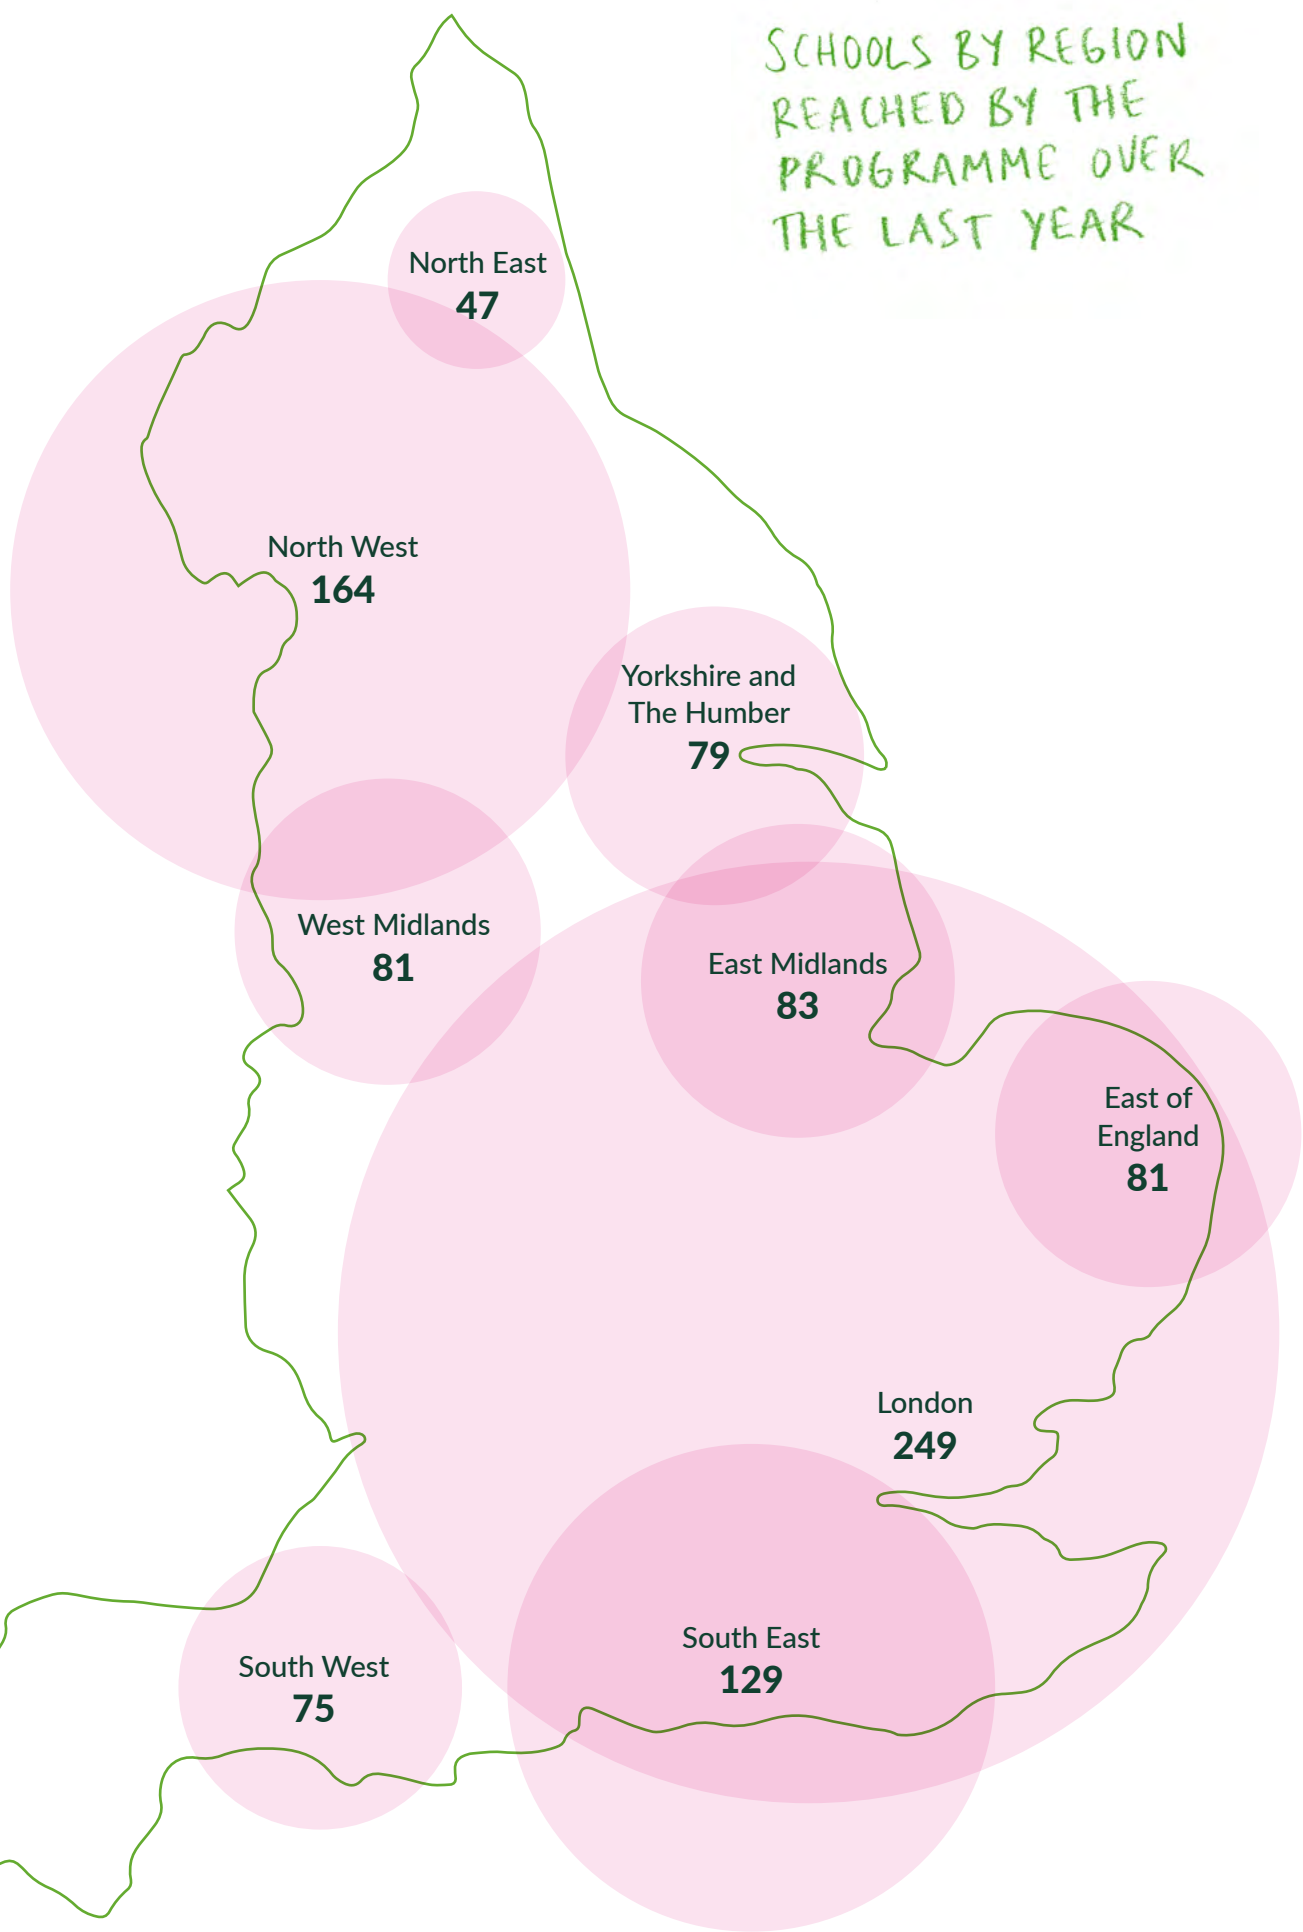 SCHOOLS BY REGION
REACHED BY THE
PROGRAMME OVER
THE LAST YEAR
North East
47
North West
164
Yorkshire and
The Humber
79
West Midlands
81
East Midlands
83
East of
England
81
London
249
South East
129
South West
75